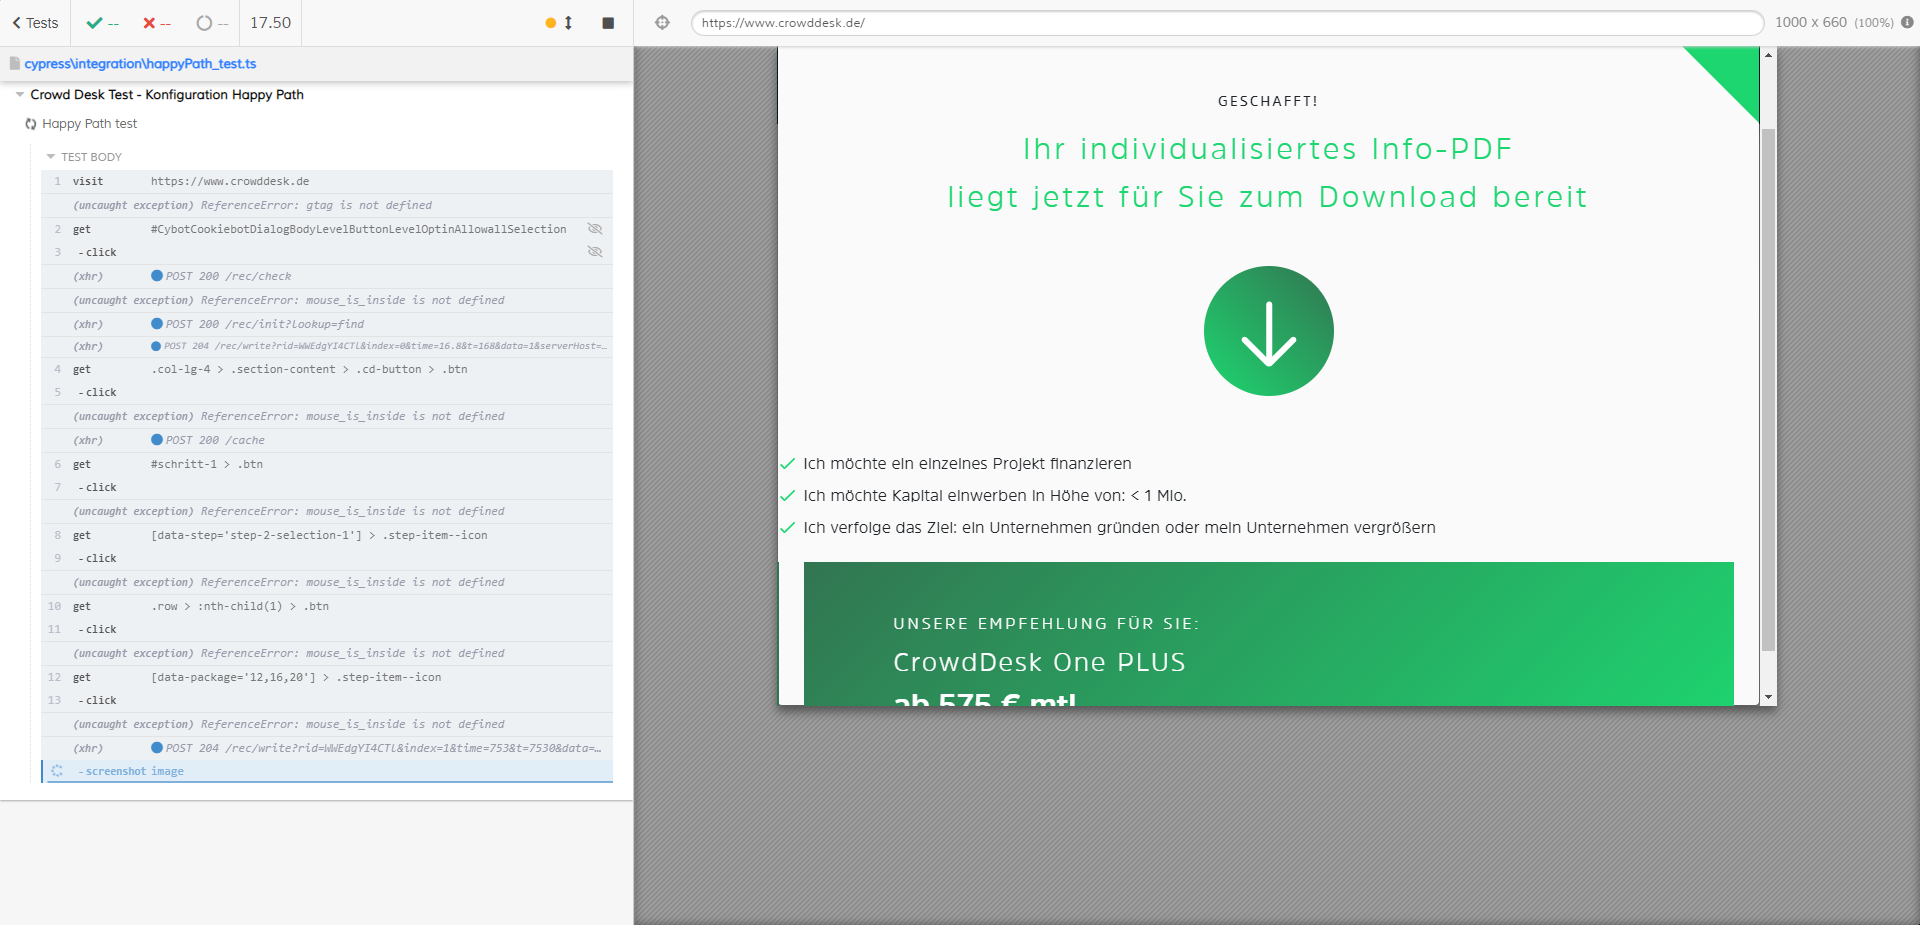 Tests
--
--
--
17.50
https://www.crowddesk.de/
1000 x 660 (100%)
cypress\integration\happyPath_test.ts
Crowd Desk Test - Konfiguration Happy Path
Happy Path test
TEST BODY
1 visit https://www.crowddesk.de
(uncaught exception) ReferenceError: gtag is not defined
2 get #CybotCookiebotDialogBodyLevelButtonLevelOptinAllowallSelection
3 -click
(xhr) POST 200 /rec/check
(uncaught exception) ReferenceError: mouse_is_inside is not defined
(xhr) POST 200 /rec/init?lookup=find
(xhr) POST 204 /rec/write?rid=WWEdgYI4CTl&index=0&time=16.8&t=168&data=1&serverHost=…
4 get .col-lg-4 > .section-content > .cd-button > .btn
5 -click
(uncaught exception) ReferenceError: mouse_is_inside is not defined
(xhr) POST 200 /cache
6 get #schritt-1 > .btn
7 -click
(uncaught exception) ReferenceError: mouse_is_inside is not defined
8 get [data-step='step-2-selection-1'] > .step-item--icon
9 -click
(uncaught exception) ReferenceError: mouse_is_inside is not defined
10 get .row > :nth-child(1) > .btn
11 -click
(uncaught exception) ReferenceError: mouse_is_inside is not defined
12 get [data-package='12,16,20'] > .step-item--icon
13 -click
(uncaught exception) ReferenceError: mouse_is_inside is not defined
(xhr) POST 204 /rec/write?rid=WWEdgYI4CTl&index=1&time=753&t=7530&data=…
-screenshot image
GESCHAFFT!
Ihr individualisiertes Info-PDF
liegt jetzt für Sie zum Download bereit
Ich möchte ein einzelnes Projekt finanzieren
Ich möchte Kapital einwerben in Höhe von: < 1 Mio.
Ich verfolge das Ziel: ein Unternehmen gründen oder mein Unternehmen vergrößern
UNSERE EMPFEHLUNG FÜR SIE:
CrowdDesk One PLUS
ab 575 € mtl